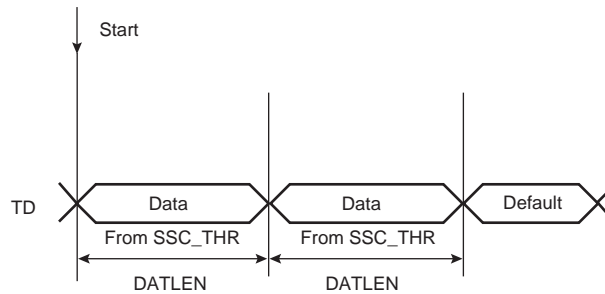 Start
TD
Data
Data
Default
From SSC_THR
From SSC_THR
DATLEN
DATLEN